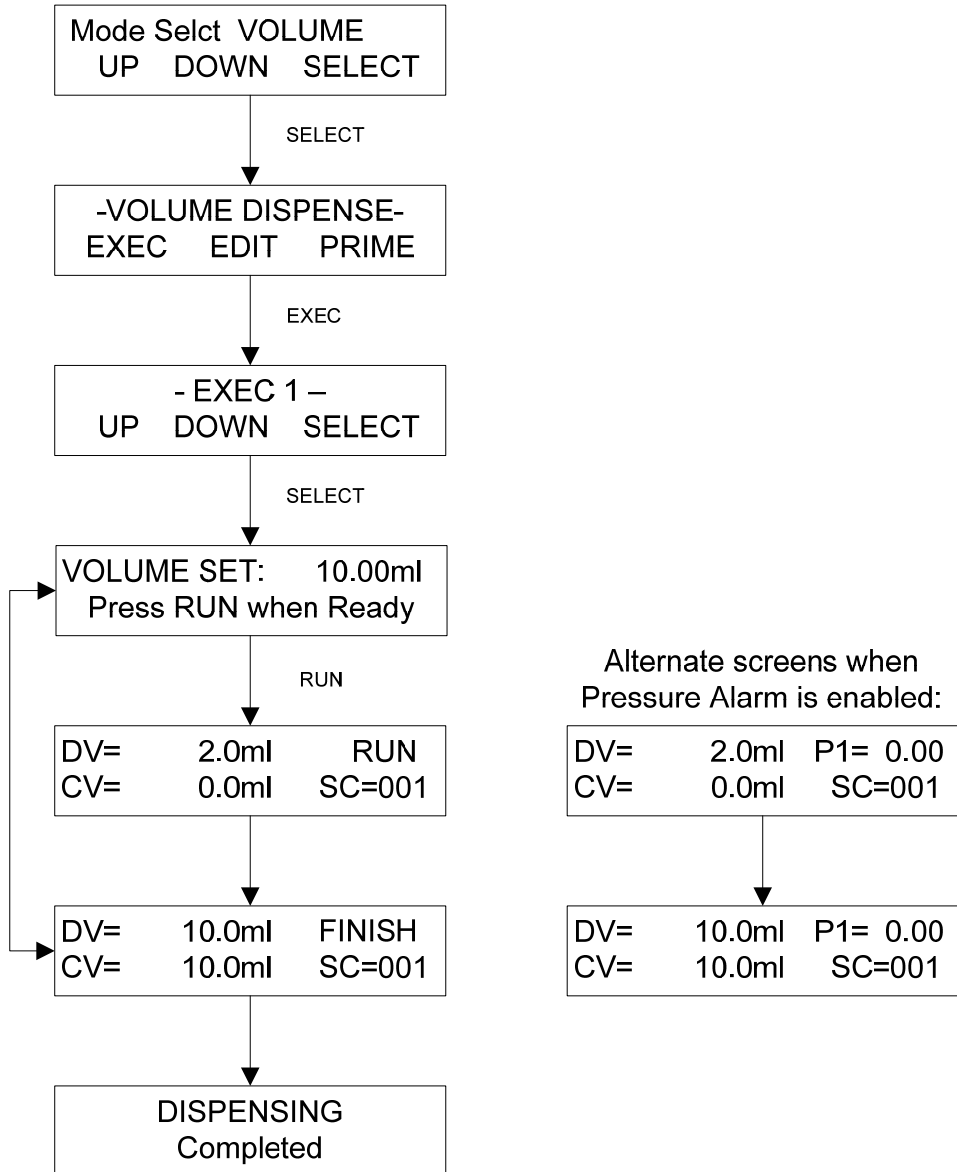 Mode Selct VOLUME
UP DOWN SELECT
SELECT
-VOLUME DISPENSE-
EXEC EDIT PRIME
EXEC
- EXEC 1 –
UP DOWN SELECT
SELECT
VOLUME SET: 10.00ml
Press RUN when Ready
RUN
DV= 2.0ml RUN
CV= 0.0ml SC=001
DV= 10.0ml FINISH
CV= 10.0ml SC=001
DISPENSING
Completed
Alternate screens when
Pressure Alarm is enabled:
DV= 2.0ml P1= 0.00
CV= 0.0ml SC=001
DV= 10.0ml P1= 0.00
CV= 10.0ml SC=001